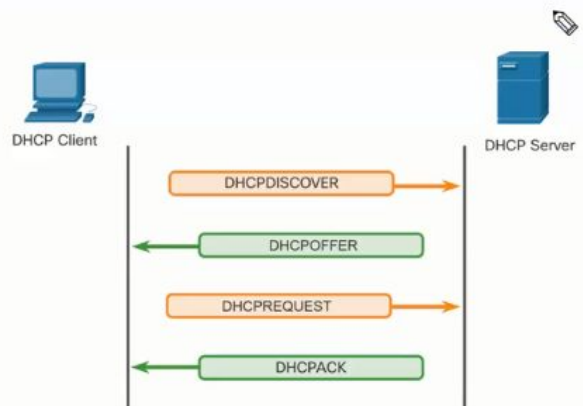 DHCP Client
DHCP Server
DHCPDISCOVER
DHCPOFFER
DHCPREQUEST
DHCPACK